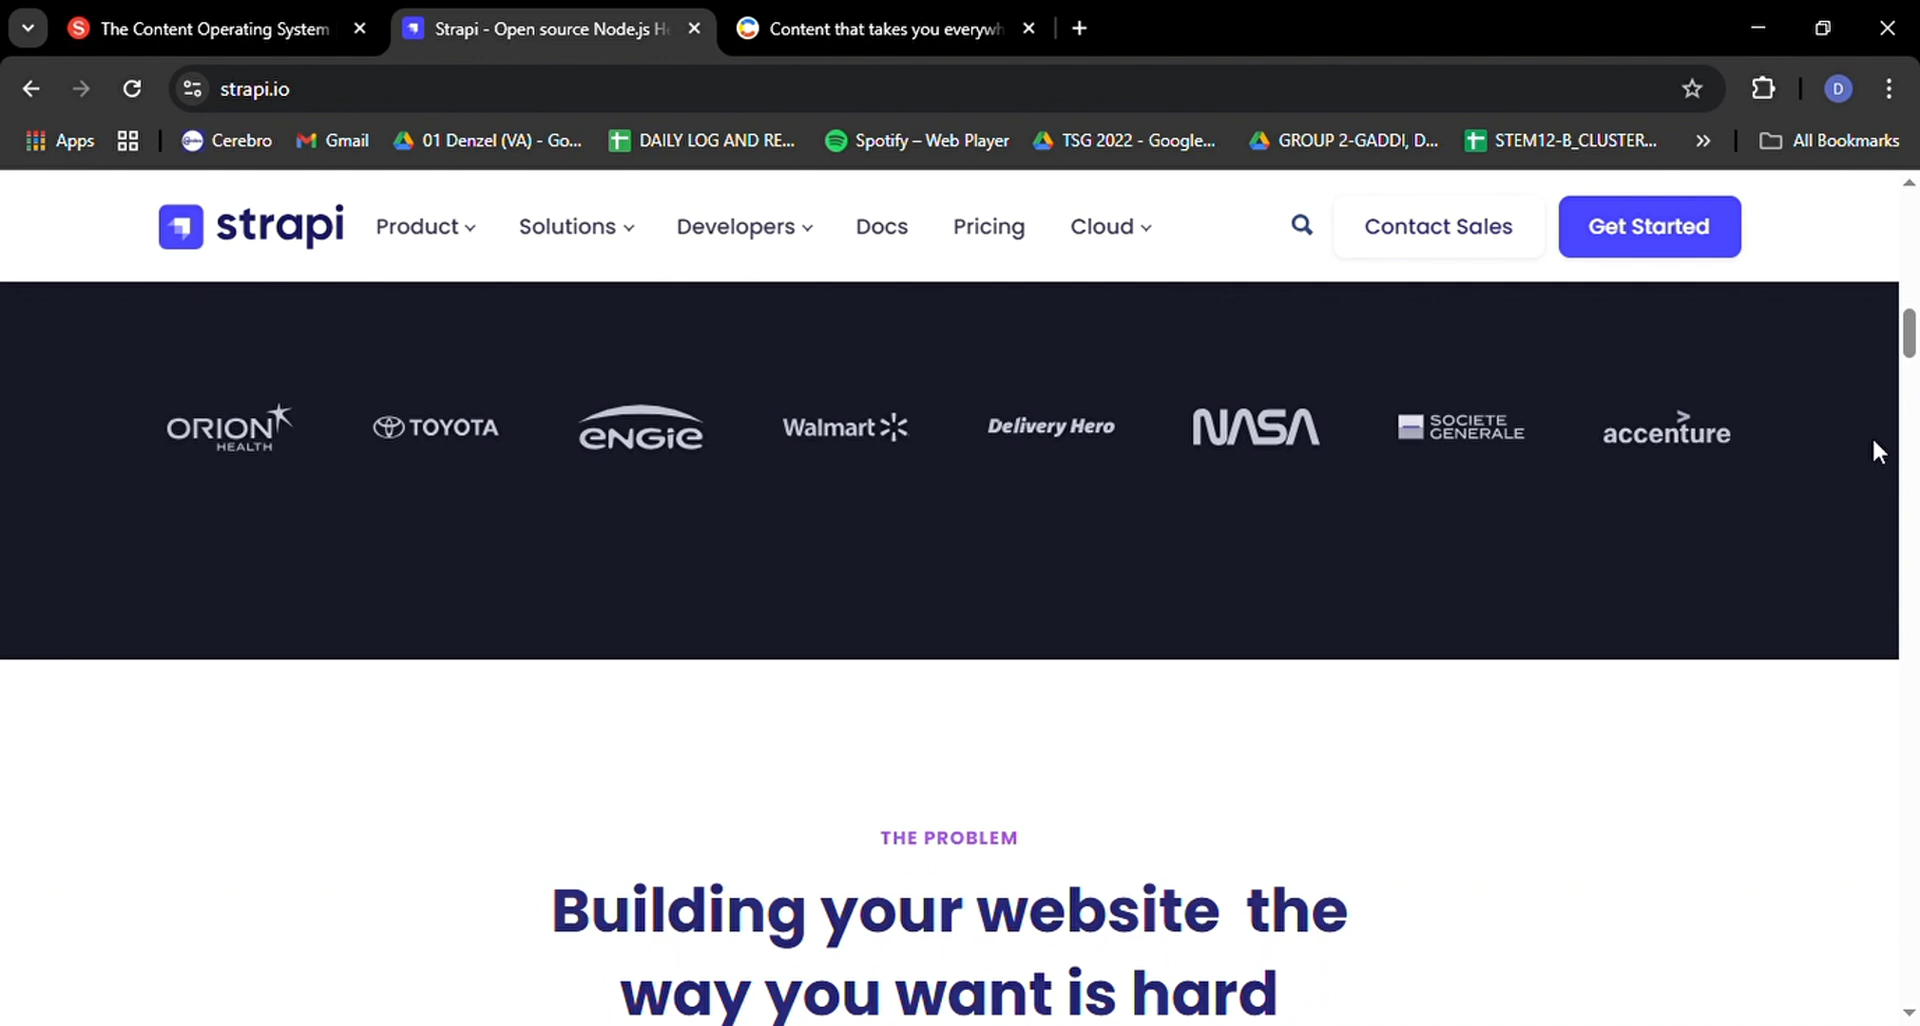 The Content Operating System
Strapi - Open source Node.js
Content that takes you everywh
strapi.io
D
Apps
Cerebro
Gmail
01 Denzel (VA) - Go...
DAILY LOG AND RE...
Spotify – Web Player
TSG 2022 - Google...
GROUP 2-GADDI, D...
STEM12-B_CLUSTER...
All Bookmarks
strapi
Product
Solutions
Developers
Docs
Pricing
Cloud
Contact Sales
Get Started
ORION
HEALTH
TOYOTA
ENGIE
Walmart
Delivery Hero
NASA
SOCIETE
GENERALE
accenture
THE PROBLEM
Building your website the
way you want is hard